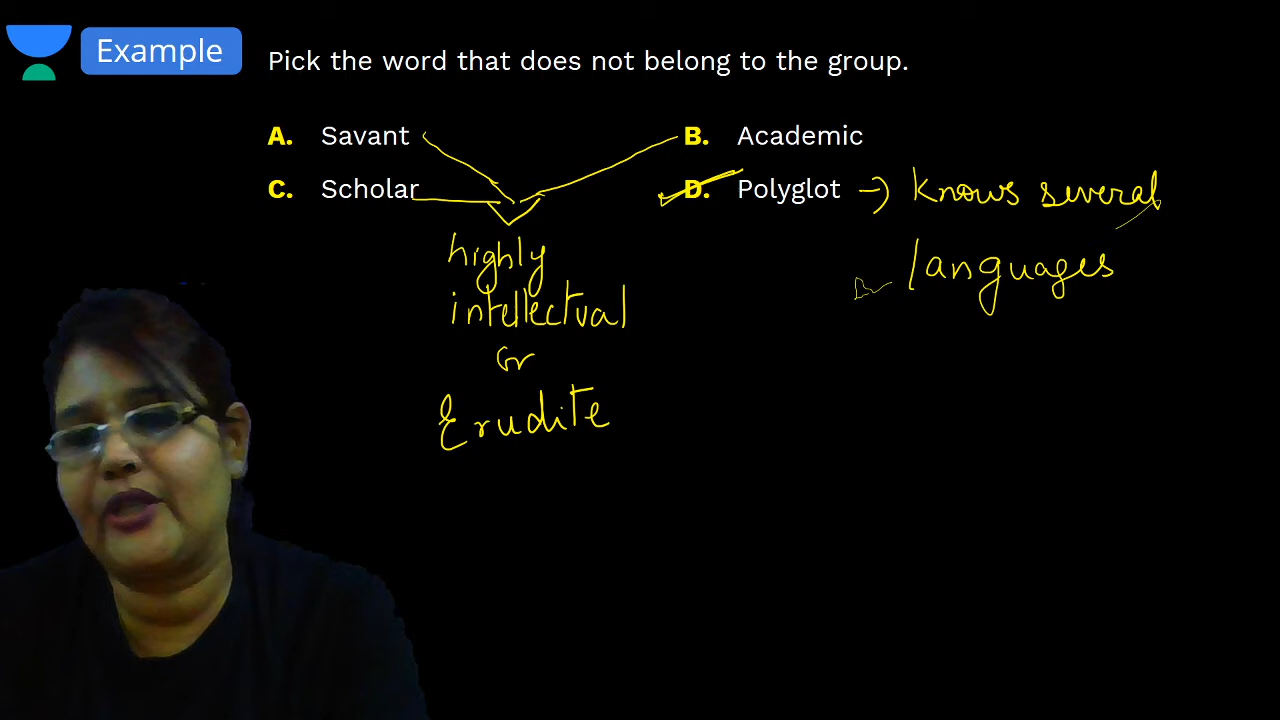 Example
Pick the word that does not belong to the group.
A. Savant B. Academic
C. Scholar D. Polyglot → Knows several
languages
highly
intellectual
or
Erudite